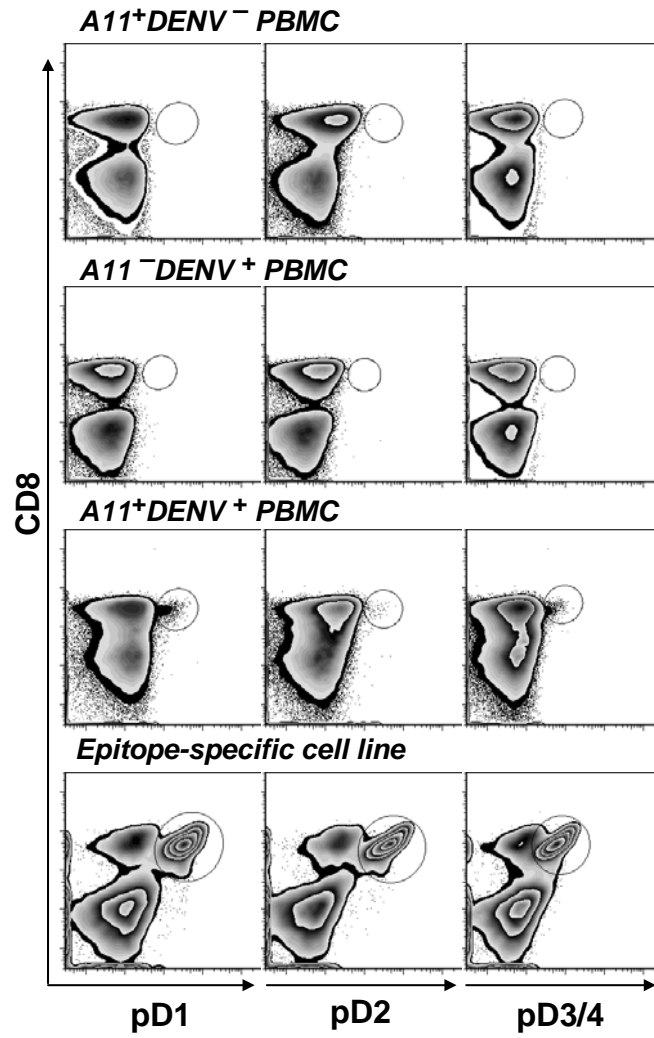 A11+DENV – PBMC
A11 –DENV + PBMC
A11+DENV + PBMC
Epitope-specific cell line
CD8
pD1 pD2 pD3/4